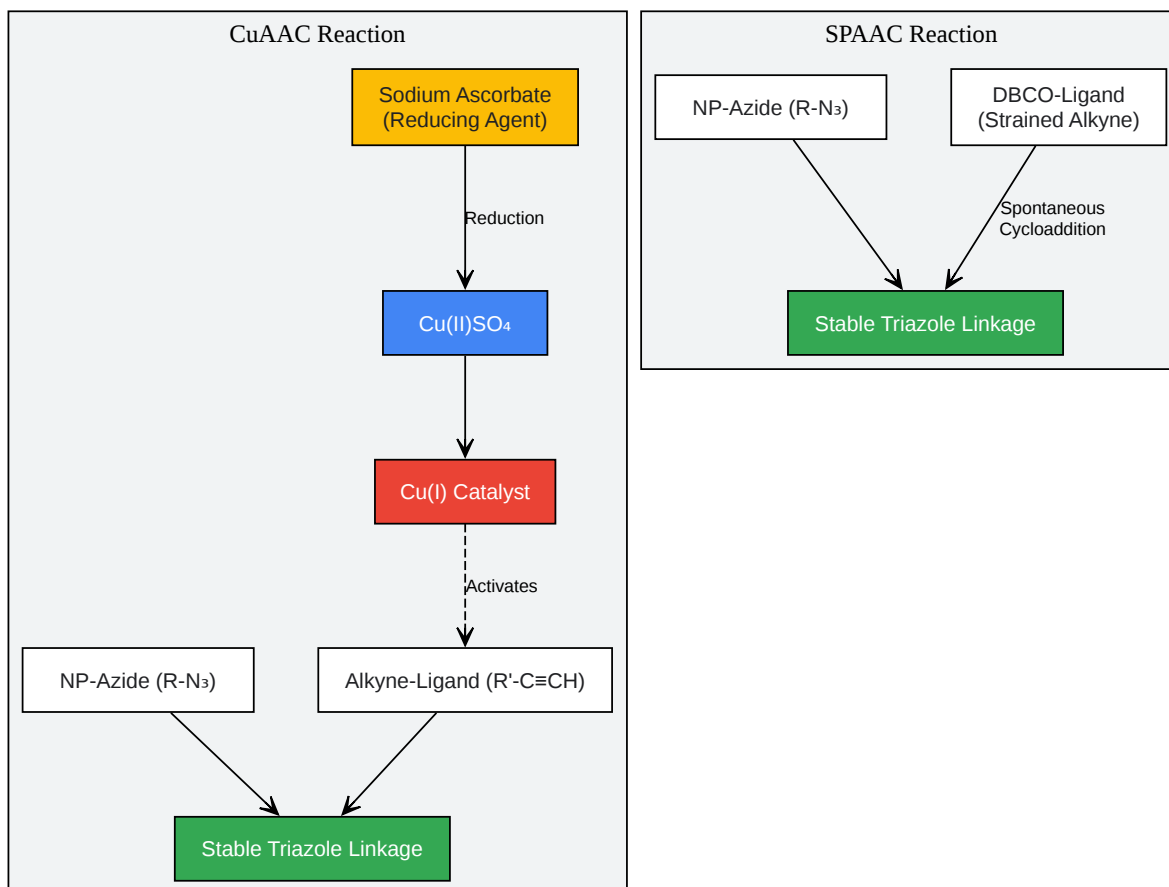 CuAAC Reaction
Sodium Ascorbate
(Reducing Agent)
Reduction
Cu(II)SO₄
Cu(I) Catalyst
Activates
NP-Azide (R-N₃)
Alkyne-Ligand (R'-C≡CH)
Stable Triazole Linkage
SPAAC Reaction
NP-Azide (R-N₃)
DBCO-Ligand
(Strained Alkyne)
Spontaneous
Cycloaddition
Stable Triazole Linkage